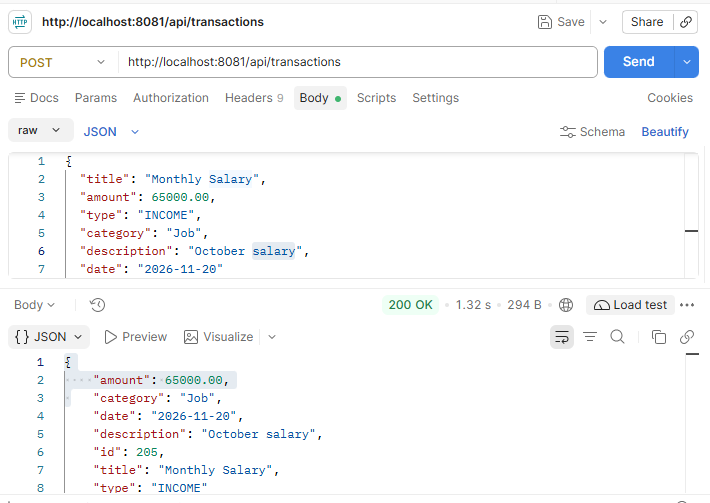 HTTP http://localhost:8081/api/transactions Save Share
POST http://localhost:8081/api/transactions Send
Docs Params Authorization Headers 9 Body Scripts Settings Cookies
raw JSON Schema Beautify
1 {
2 "title": "Monthly Salary",
3 "amount": 65000.00,
4 "type": "INCOME",
5 "category": "Job",
6 "description": "October salary",
7 "date": "2026-11-20"
Body 200 OK • 1.32 s • 294 B • Load test
{} JSON Preview Visualize
1 {
2 "amount": 65000.00,
3 "category": "Job",
4 "date": "2026-11-20",
5 "description": "October salary",
6 "id": 205,
7 "title": "Monthly Salary",
8 "type": "INCOME"